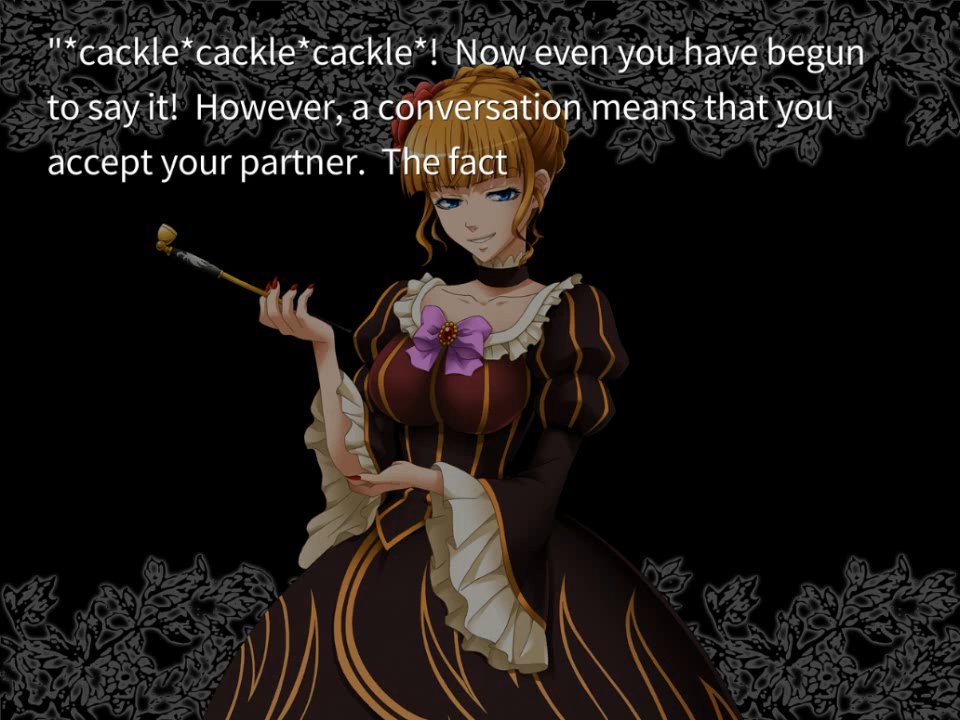 "*cackle*cackle*cackle*!  Now even you have begun
to say it!  However, a conversation means that you
accept your partner.  The fact